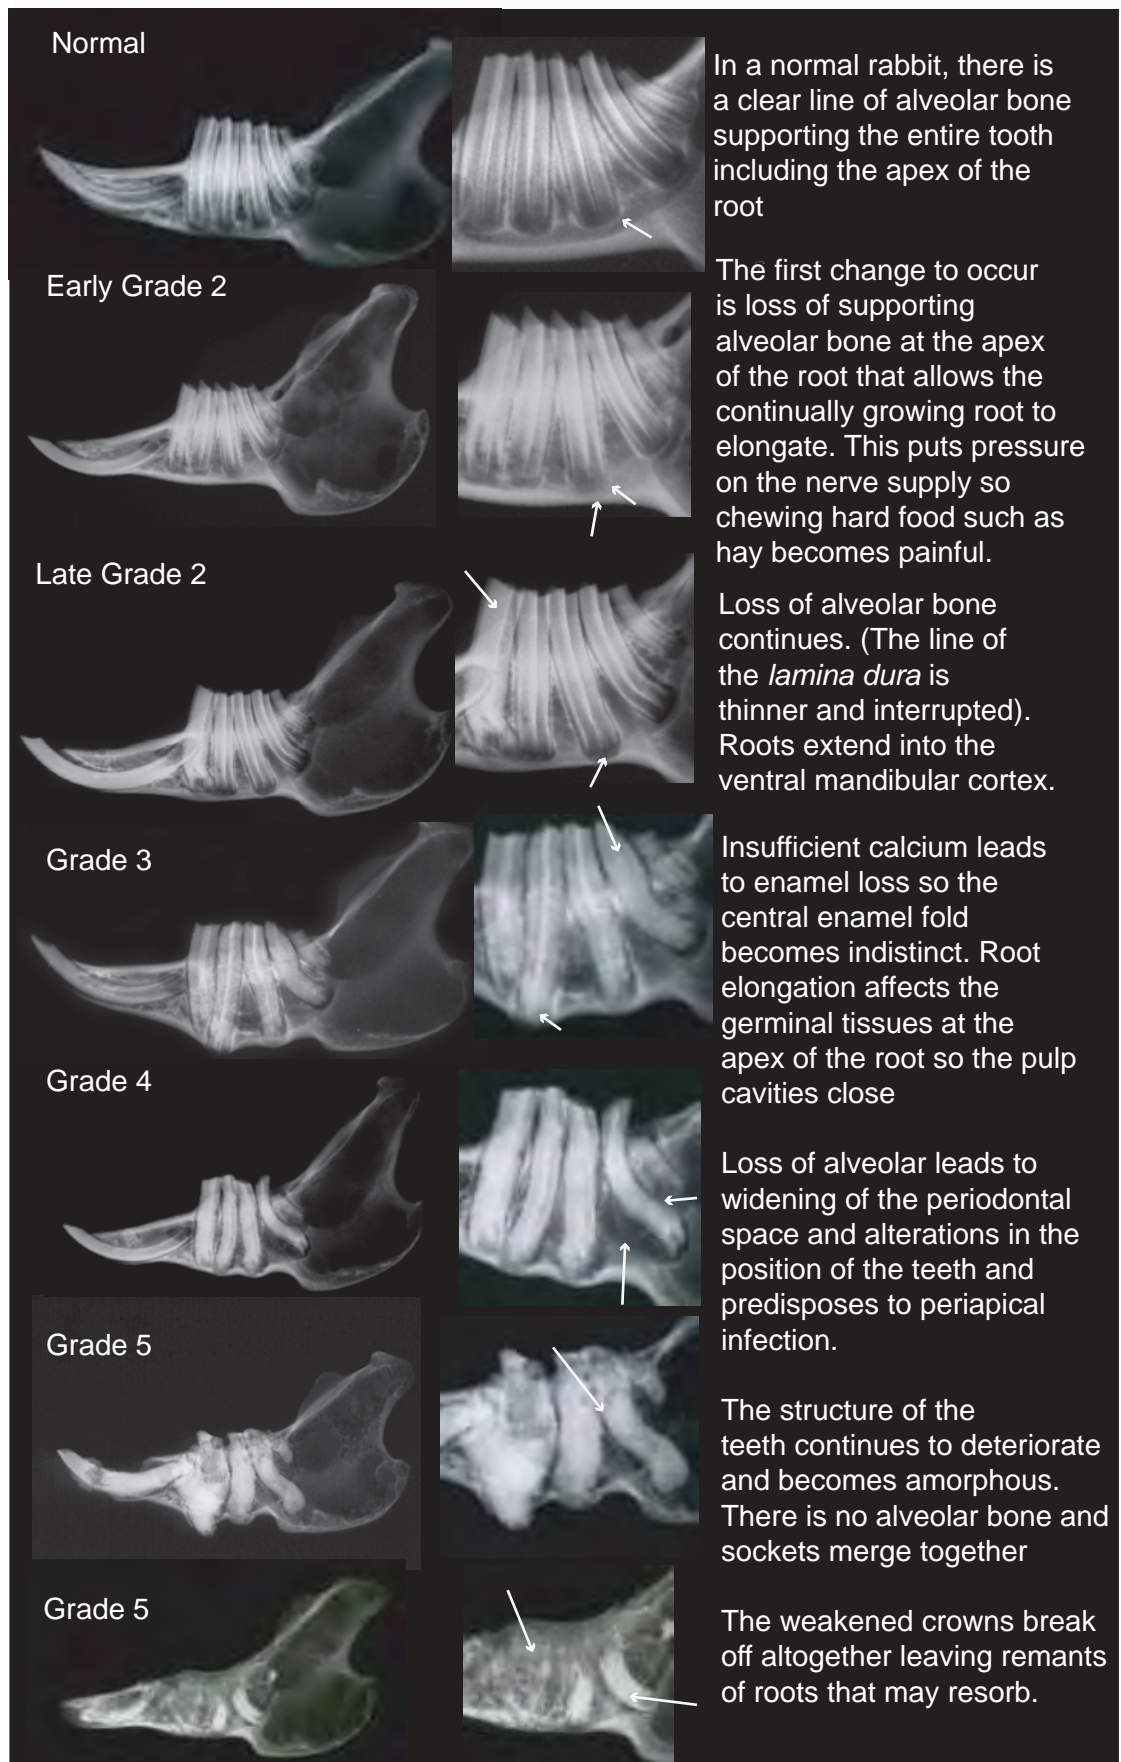 Normal
In a normal rabbit, there is
a clear line of alveolar bone
supporting the entire tooth
including the apex of the
root
Early Grade 2
The first change to occur
is loss of supporting
alveolar bone at the apex
of the root that allows the
continually growing root to
elongate. This puts pressure
on the nerve supply so
chewing hard food such as
hay becomes painful.
Late Grade 2
Loss of alveolar bone
continues. (The line of
the lamina dura is
thinner and interrupted).
Roots extend into the
ventral mandibular cortex.
Grade 3
Insufficient calcium leads
to enamel loss so the
central enamel fold
becomes indistinct. Root
elongation affects the
germinal tissues at the
apex of the root so the pulp
cavities close
Grade 4
Loss of alveolar leads to
widening of the periodontal
space and alterations in the
position of the teeth and
predisposes to periapical
infection.
Grade 5
The structure of the
teeth continues to deteriorate
and becomes amorphous.
There is no alveolar bone and
sockets merge together
Grade 5
The weakened crowns break
off altogether leaving remants
of roots that may resorb.